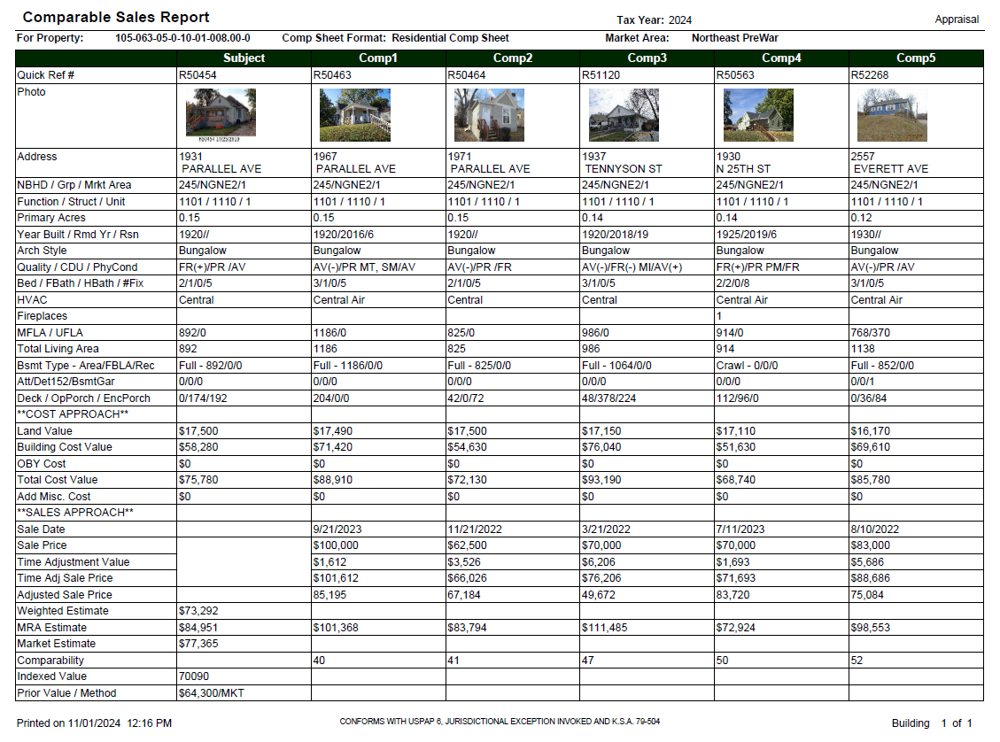 Comparable Sales Report
Tax Year: 2024
Appraisal
For Property: 105-063-05-0-10-01-008.00-0 Comp Sheet Format: Residential Comp Sheet Market Area: Northeast PreWar
Subject Comp1 Comp2 Comp3 Comp4 Comp5
Quick Ref # R50454 R50463 R50464 R51120 R50563 R52268
Photo
R50454 10/25/2019
Address 1931 1967 1971 1937 1930 2557
PARALLEL AVE PARALLEL AVE PARALLEL AVE TENNYSON ST N 25TH ST EVERETT AVE
NBHD / Grp / Mrkt Area 245/NGNE2/1 245/NGNE2/1 245/NGNE2/1 245/NGNE2/1 245/NGNE2/1 245/NGNE2/1
Function / Struct / Unit 1101 / 1110 / 1 1101 / 1110 / 1 1101 / 1110 / 1 1101 / 1110 / 1 1101 / 1110 / 1 1101 / 1110 / 1
Primary Acres 0.15 0.15 0.15 0.14 0.14 0.12
Year Built / Rmd Yr / Rsn 1920// 1920/2016/6 1920// 1920/2018/19 1925/2019/6 1930//
Arch Style Bungalow Bungalow Bungalow Bungalow Bungalow Bungalow
Quality / CDU / PhyCond FR(+)/PR /AV AV(-)/PR MT, SM/AV AV(-)/PR /FR AV(-)/FR(-) MI/AV(+) FR(+)/PR PM/FR AV(-)/PR /AV
Bed / FBath / HBath / #Fix 2/1/0/5 3/1/0/5 2/1/0/5 3/1/0/5 2/2/0/8 3/1/0/5
HVAC Central Central Air Central Central Central Air Central Air
Fireplaces 1
MFLA / UFLA 892/0 1186/0 825/0 986/0 914/0 768/370
Total Living Area 892 1186 825 986 914 1138
Bsmt Type - Area/FBLA/Rec Full - 892/0/0 Full - 1186/0/0 Full - 825/0/0 Full - 1064/0/0 Crawl - 0/0/0 Full - 852/0/0
Att/Det152/BsmtGar 0/0/0 0/0/0 0/0/0 0/0/0 0/0/0 0/0/1
Deck / OpPorch / EncPorch 0/174/192 204/0/0 42/0/72 48/378/224 112/96/0 0/36/84
**COST APPROACH**
Land Value $17,500 $17,490 $17,500 $17,150 $17,110 $16,170
Building Cost Value $58,280 $71,420 $54,630 $76,040 $51,630 $69,610
OBY Cost $0 $0 $0 $0 $0 $0
Total Cost Value $75,780 $88,910 $72,130 $93,190 $68,740 $85,780
Add Misc. Cost $0 $0 $0 $0 $0 $0
**SALES APPROACH**
Sale Date 9/21/2023 11/21/2022 3/21/2022 7/11/2023 8/10/2022
Sale Price $100,000 $62,500 $70,000 $70,000 $83,000
Time Adjustment Value $1,612 $3,526 $6,206 $1,693 $5,686
Time Adj Sale Price $101,612 $66,026 $76,206 $71,693 $88,686
Adjusted Sale Price 85,195 67,184 49,672 83,720 75,084
Weighted Estimate $73,292
MRA Estimate $84,951 $101,368 $83,794 $111,485 $72,924 $98,553
Market Estimate $77,365
Comparability 40 41 47 50 52
Indexed Value 70090
Prior Value / Method $64,300/MKT
Printed on 11/01/2024 12:16 PM
CONFORMS WITH USPAP 6, JURISDICTIONAL EXCEPTION INVOKED AND K.S.A. 79-504
Building 1 of 1